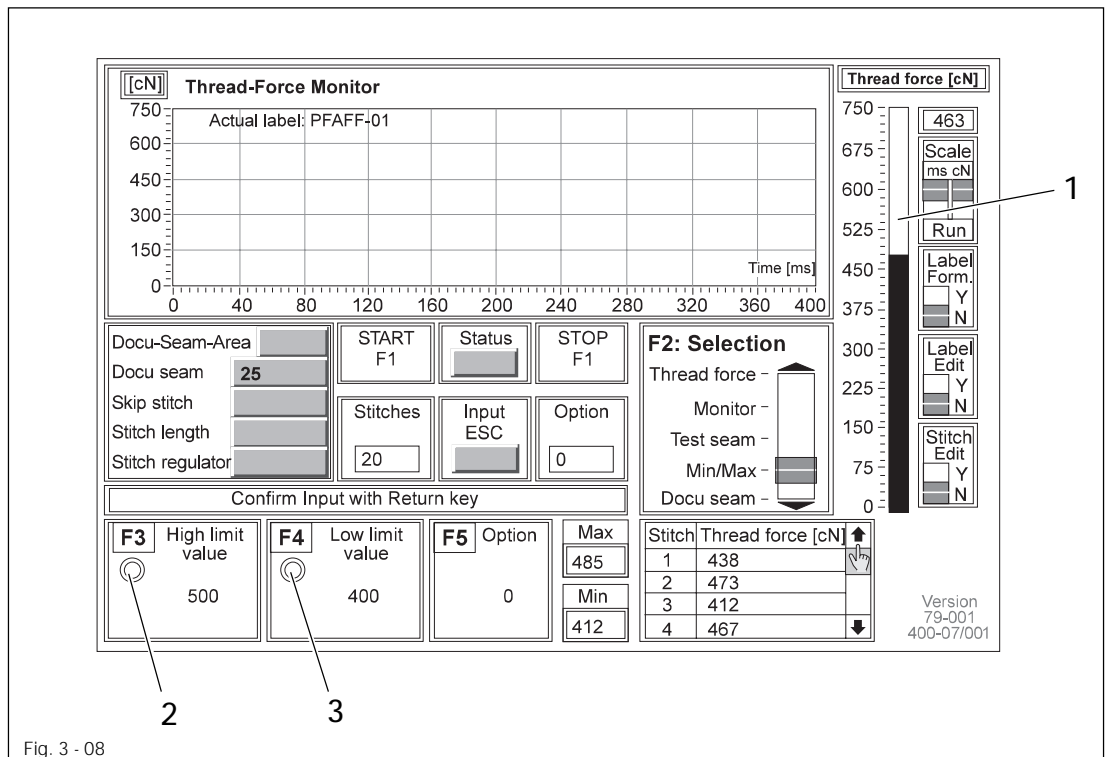 [cN] Thread-Force Monitor
Actual label: PFAFF-01
750
600
450
300
150
0
Time [ms]
0 40 80 120 160 200 240 280 320 360 400
Thread force [cN]
750
675
600
525
450
375
300
225
150
75
0
463
Scale
ms cN
Run
Label
Form.
Y
N
Label
Edit
Y
N
Stitch
Edit
Y
N
1
Docu-Seam-Area
Docu seam 25
Skip stitch
Stitch length
Stitch regulator
START
F1
Status
STOP
F1
Stitches
20
Input
ESC
Option
0
F2: Selection
Thread force
Monitor
Test seam
Min/Max
Docu seam
Confirm Input with Return key
F3 High limit
value
500
F4 Low limit
value
400
F5 Option
0
Max
485
Min
412
Stitch Thread force [cN]
1 438
2 473
3 412
4 467
Version
79-001
400-07/001
2
3
Fig. 3 - 08